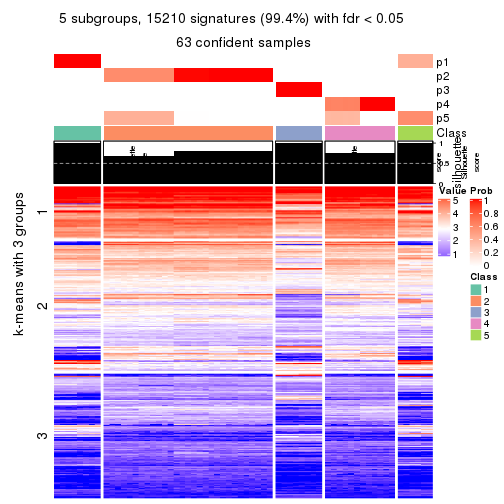 5 subgroups, 15210 signatures (99.4%) with fdr < 0.05
63 confident samples
p1
p2
p3
p4
p5
Class
1
0.5
0
silhouette
Silhouette
score
k-means with 3 groups
1
2
3
Value
5
4
3
2
1
Prob
1
0.8
0.6
0.4
0.2
0
Class
1
2
3
4
5